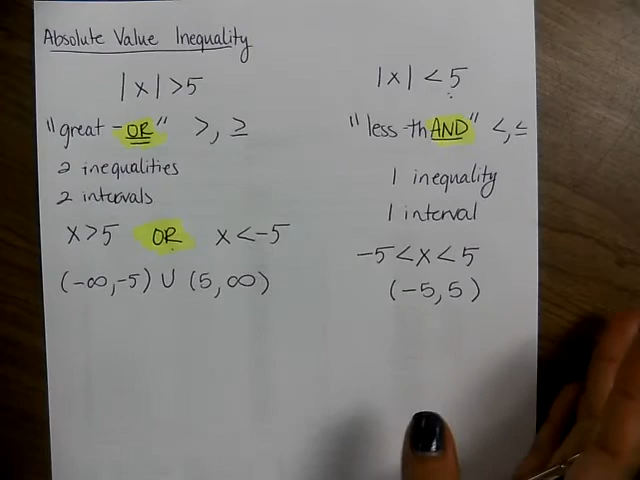 Absolute Value Inequality
|x| > 5
"great-OR" >, ≥
2 inequalities
2 intervals
x > 5 OR x < -5
(-∞, -5) ∪ (5, ∞)
|x| < 5
"less-thAND" <, ≤
1 inequality
1 interval
-5 < x < 5
(-5, 5)